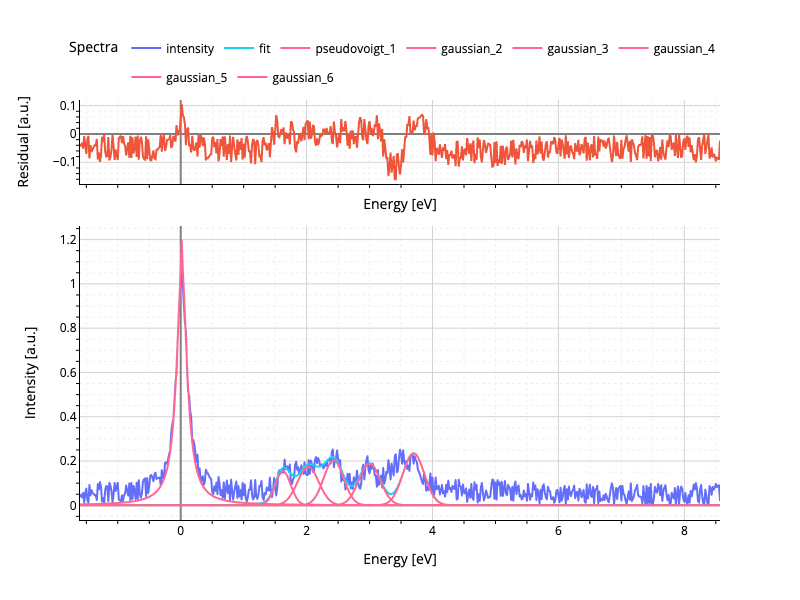 Spectra intensity fit pseudovoigt_1 gaussian_2 gaussian_3 gaussian_4
gaussian_5 gaussian_6
Residual [a.u.]
0.1
0
−0.1
Energy [eV]
Intensity [a.u.]
1.2
1
0.8
0.6
0.4
0.2
0
0 2 4 6 8
Energy [eV]